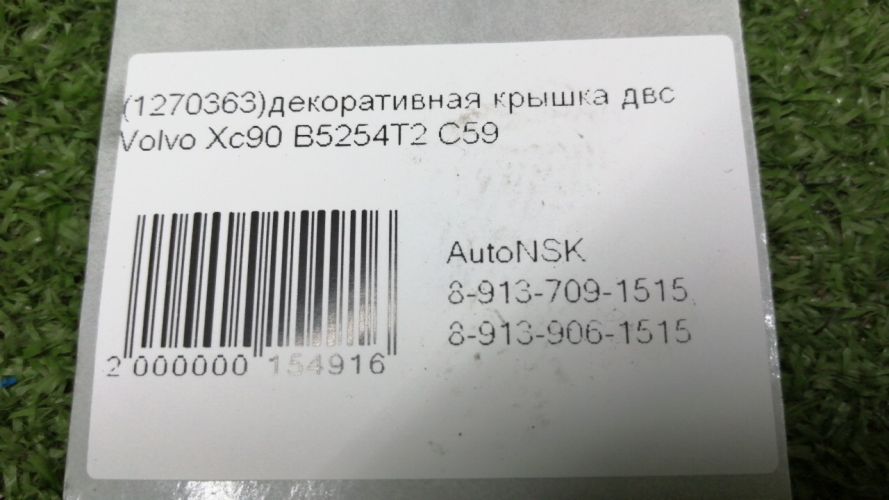 (1270363)декоративная крышка двс
Volvo Xc90 B5254T2 C59
AutoNSK
8-913-709-1515
8-913-906-1515
2 000000 154916